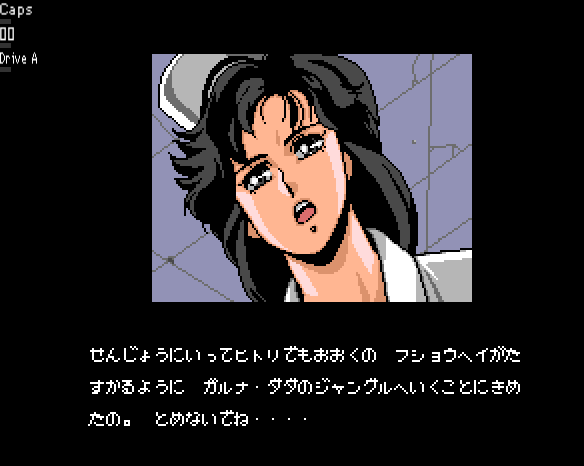 Caps
00
Drive A
せんじょうにいってヒトリでもおおくの　フショウヘイがた
すかるように　ガルナ・ダダのジャングルへいくことにきめ
たの。　とめないでね・・・・